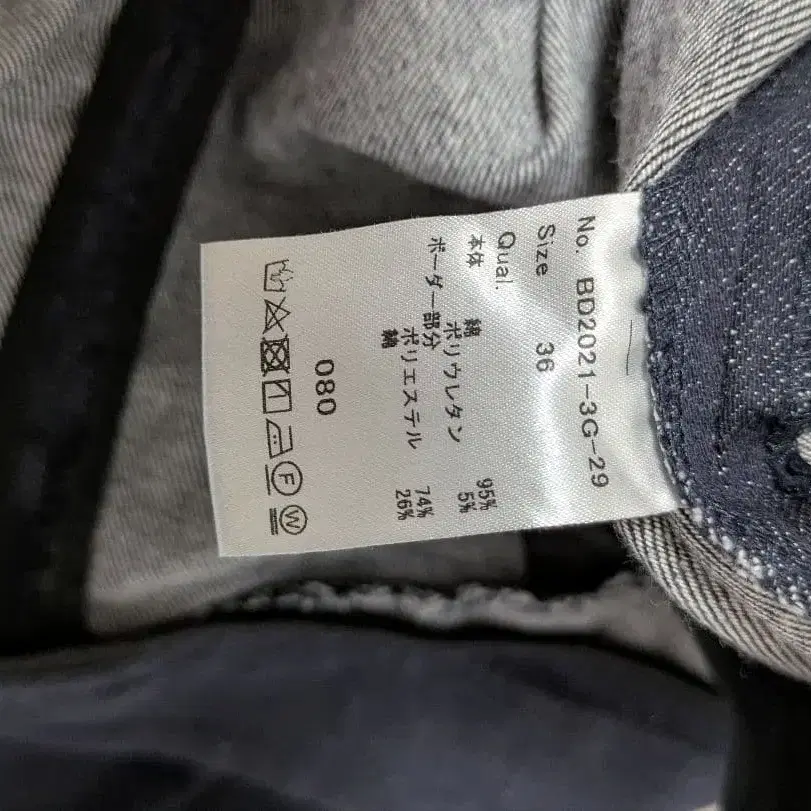 No. BD2021-3G-29
Size 36
Qual.
本体
綿 95%
ポリウレタン 5%
ボーダー部分
ポリエステル 74%
綿 26%
080
F W